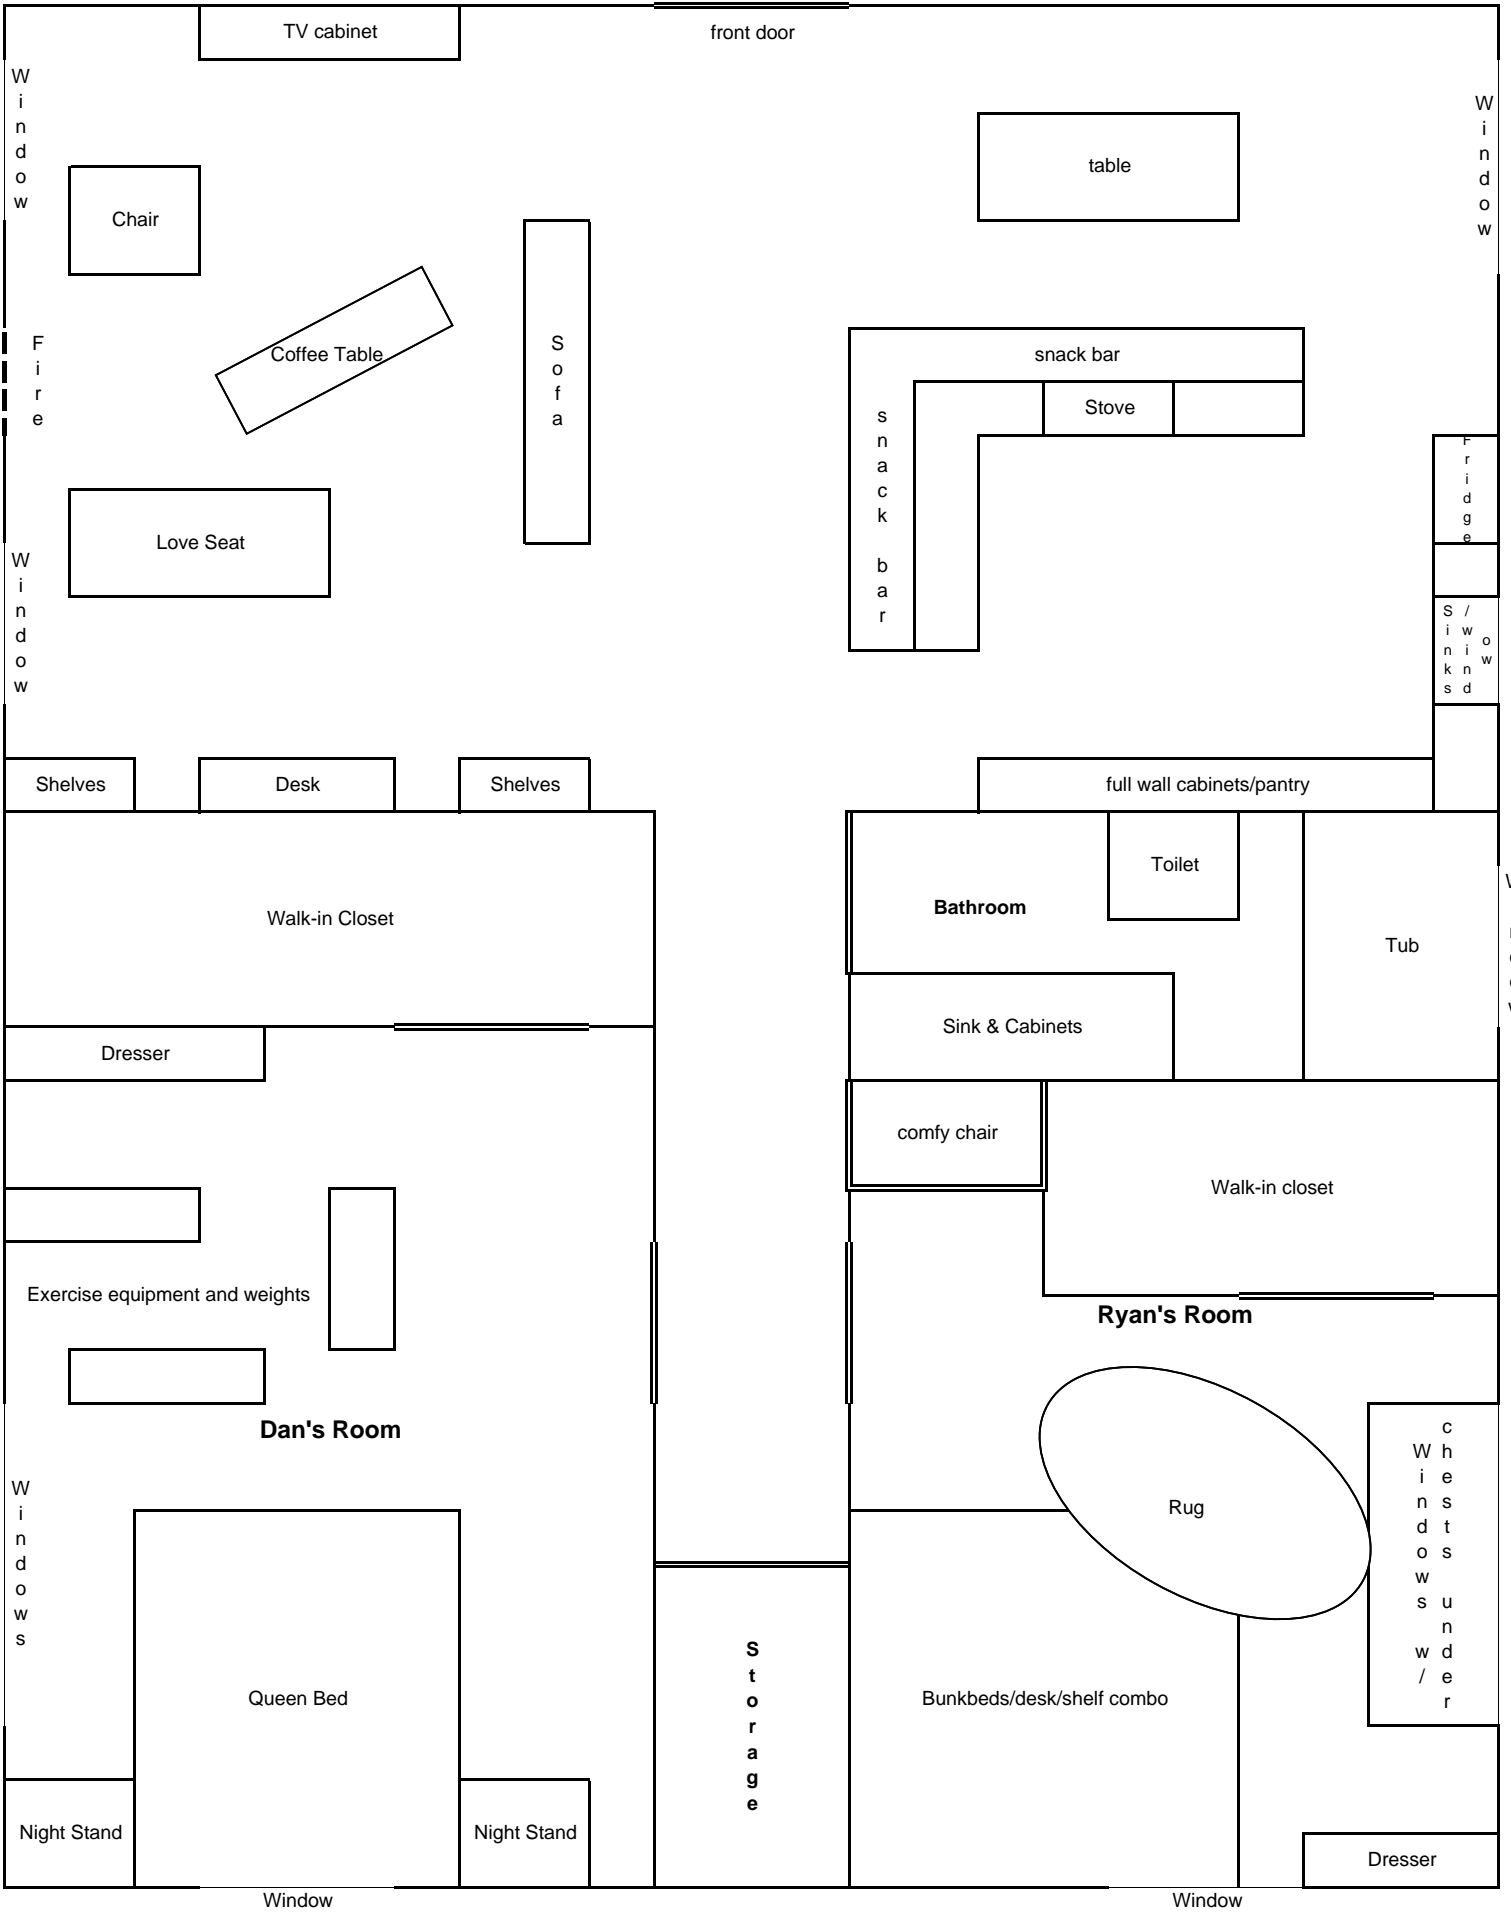 TV cabinet
front door
Window
Window
table
Chair
Fire
Coffee Table
Sofa
snack bar
Stove
snack bar
Fridge
Love Seat
Window
Sinks
/wind
ow
Shelves
Desk
Shelves
full wall cabinets/pantry
Walk-in Closet
Bathroom
Toilet
Tub
Sink & Cabinets
Dresser
comfy chair
Walk-in closet
Exercise equipment and weights
Ryan's Room
Dan's Room
Windows
Rug
Windows w/
chests under
Queen Bed
Storage
Bunkbeds/desk/shelf combo
Night Stand
Night Stand
Dresser
Window
Window